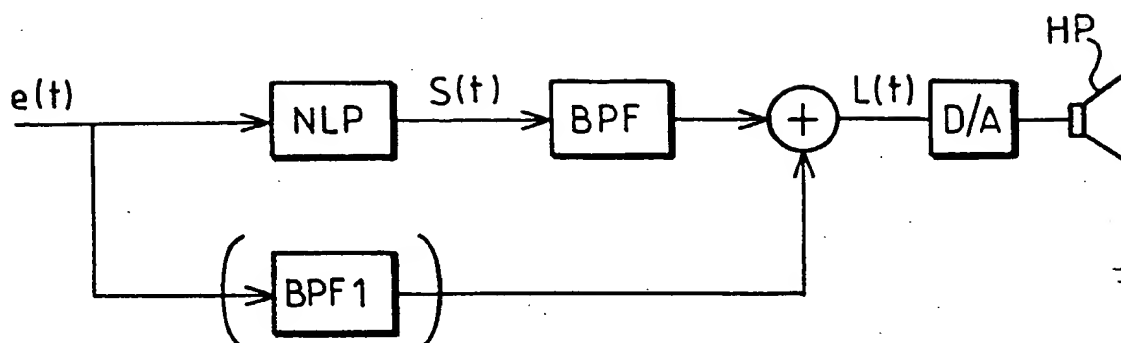 HP
e(t)
NLP
S(t)
BPF
+
L(t)
D/A
(BPF1)